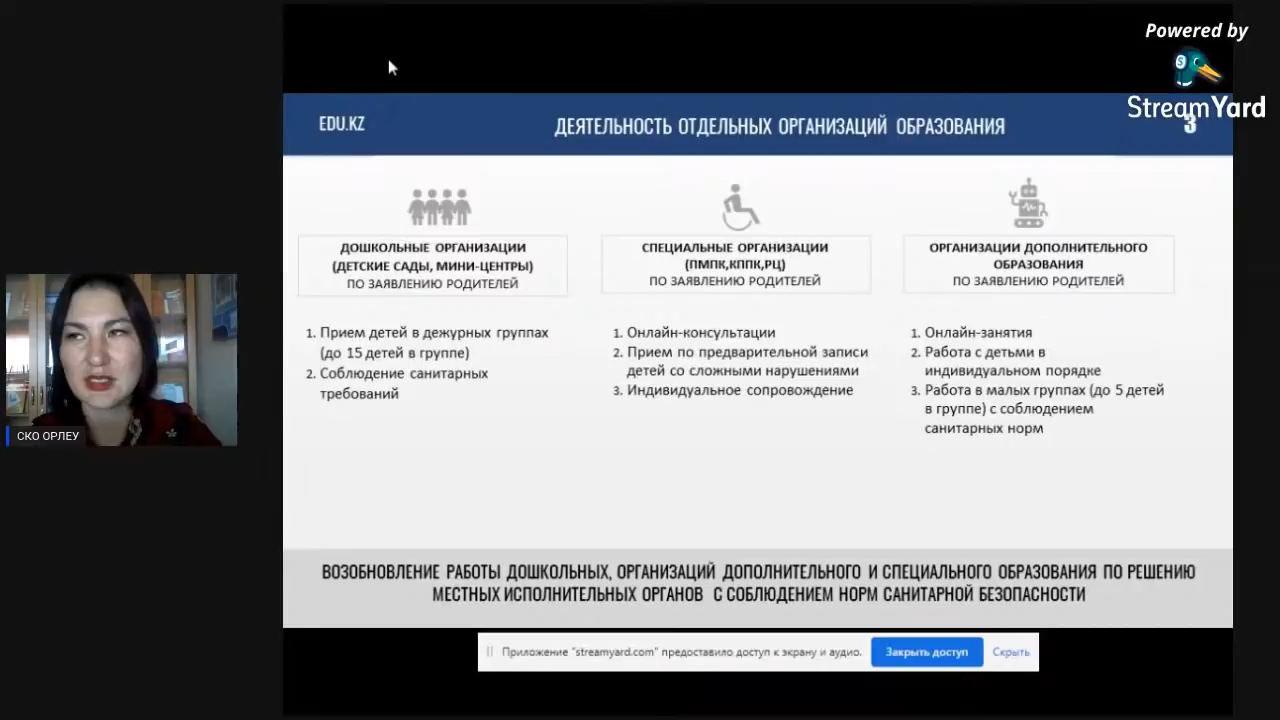 Powered by
StreamYard
EDU.KZ
ДЕЯТЕЛЬНОСТЬ ОТДЕЛЬНЫХ ОРГАНИЗАЦИЙ ОБРАЗОВАНИЯ
3
ДОШКОЛЬНЫЕ ОРГАНИЗАЦИИ
(ДЕТСКИЕ САДЫ, МИНИ-ЦЕНТРЫ)
ПО ЗАЯВЛЕНИЮ РОДИТЕЛЕЙ
1. Прием детей в дежурных группах
(до 15 детей в группе)
2. Соблюдение санитарных
требований
СПЕЦИАЛЬНЫЕ ОРГАНИЗАЦИИ
(ПМПК,КППК,РЦ)
ПО ЗАЯВЛЕНИЮ РОДИТЕЛЕЙ
1. Онлайн-консультации
2. Прием по предварительной записи
детей со сложными нарушениями
3. Индивидуальное сопровождение
ОРГАНИЗАЦИИ ДОПОЛНИТЕЛЬНОГО
ОБРАЗОВАНИЯ
ПО ЗАЯВЛЕНИЮ РОДИТЕЛЕЙ
1. Онлайн-занятия
2. Работа с детьми в
индивидуальном порядке
3. Работа в малых группах (до 5 детей
в группе) с соблюдением
санитарных норм
СКО ОРЛЕУ
ВОЗОБНОВЛЕНИЕ РАБОТЫ ДОШКОЛЬНЫХ, ОРГАНИЗАЦИЙ ДОПОЛНИТЕЛЬНОГО И СПЕЦИАЛЬНОГО ОБРАЗОВАНИЯ ПО РЕШЕНИЮ
МЕСТНЫХ ИСПОЛНИТЕЛЬНЫХ ОРГАНОВ С СОБЛЮДЕНИЕМ НОРМ САНИТАРНОЙ БЕЗОПАСНОСТИ
Приложение "streamyard.com" предоставило доступ к экрану и аудио.
Закрыть доступ
Скрыть